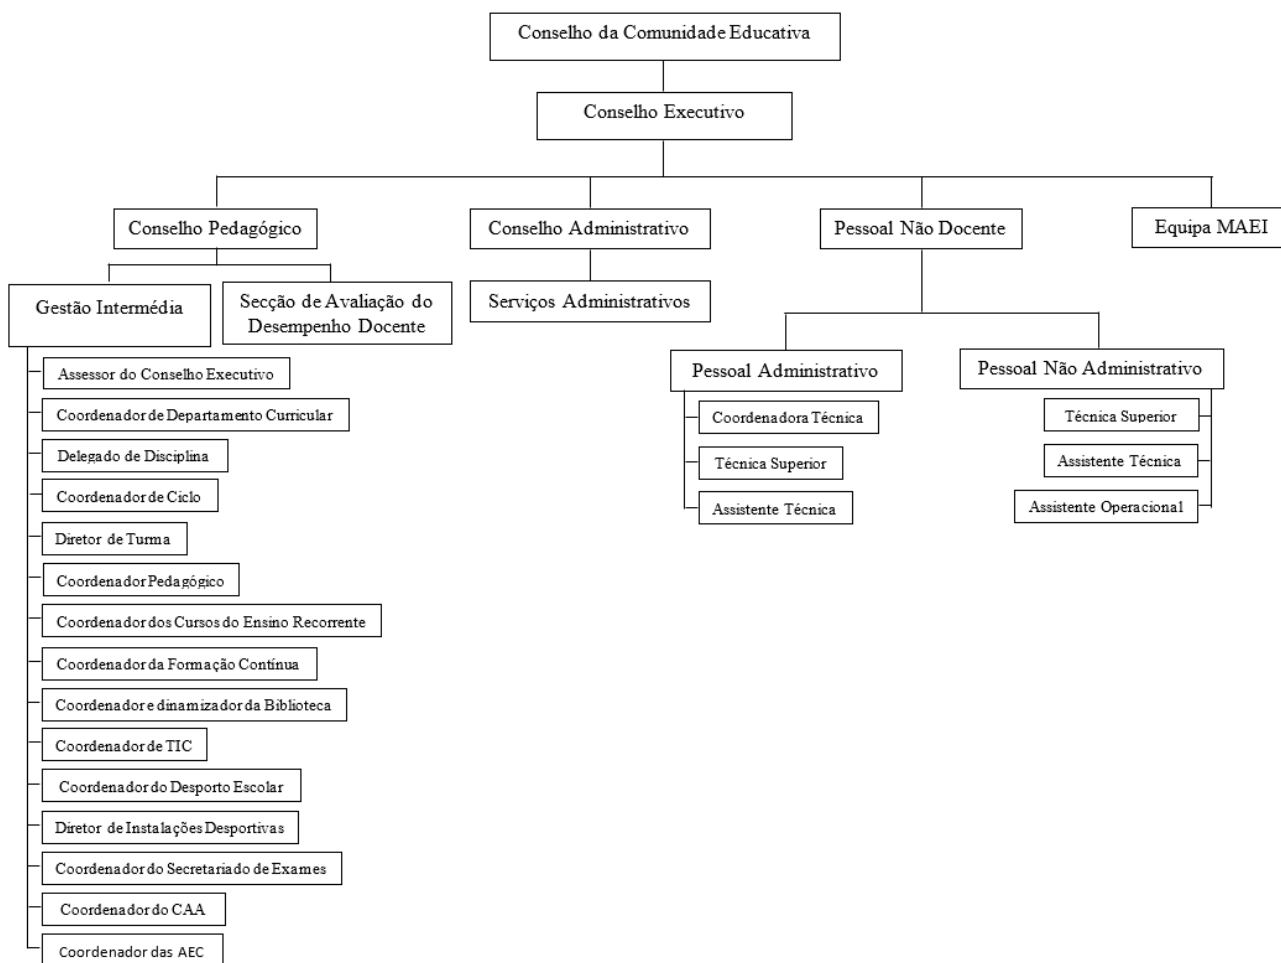 Conselho da Comunidade Educativa
Conselho Executivo
Conselho Pedagógico
Conselho Administrativo
Pessoal Não Docente
Equipa MAEI
Gestão Intermédia
Secção de Avaliação do
Desempenho Docente
Serviços Administrativos
Pessoal Administrativo
Pessoal Não Administrativo
Assessor do Conselho Executivo
Coordenador de Departamento Curricular
Delegado de Disciplina
Coordenador de Ciclo
Diretor de Turma
Coordenador Pedagógico
Coordenador dos Cursos do Ensino Recorrente
Coordenador da Formação Contínua
Coordenador e dinamizador da Biblioteca
Coordenador de TIC
Coordenador do Desporto Escolar
Diretor de Instalações Desportivas
Coordenador do Secretariado de Exames
Coordenador do CAA
Coordenador das AEC
Coordenadora Técnica
Técnica Superior
Assistente Técnica
Técnica Superior
Assistente Técnica
Assistente Operacional